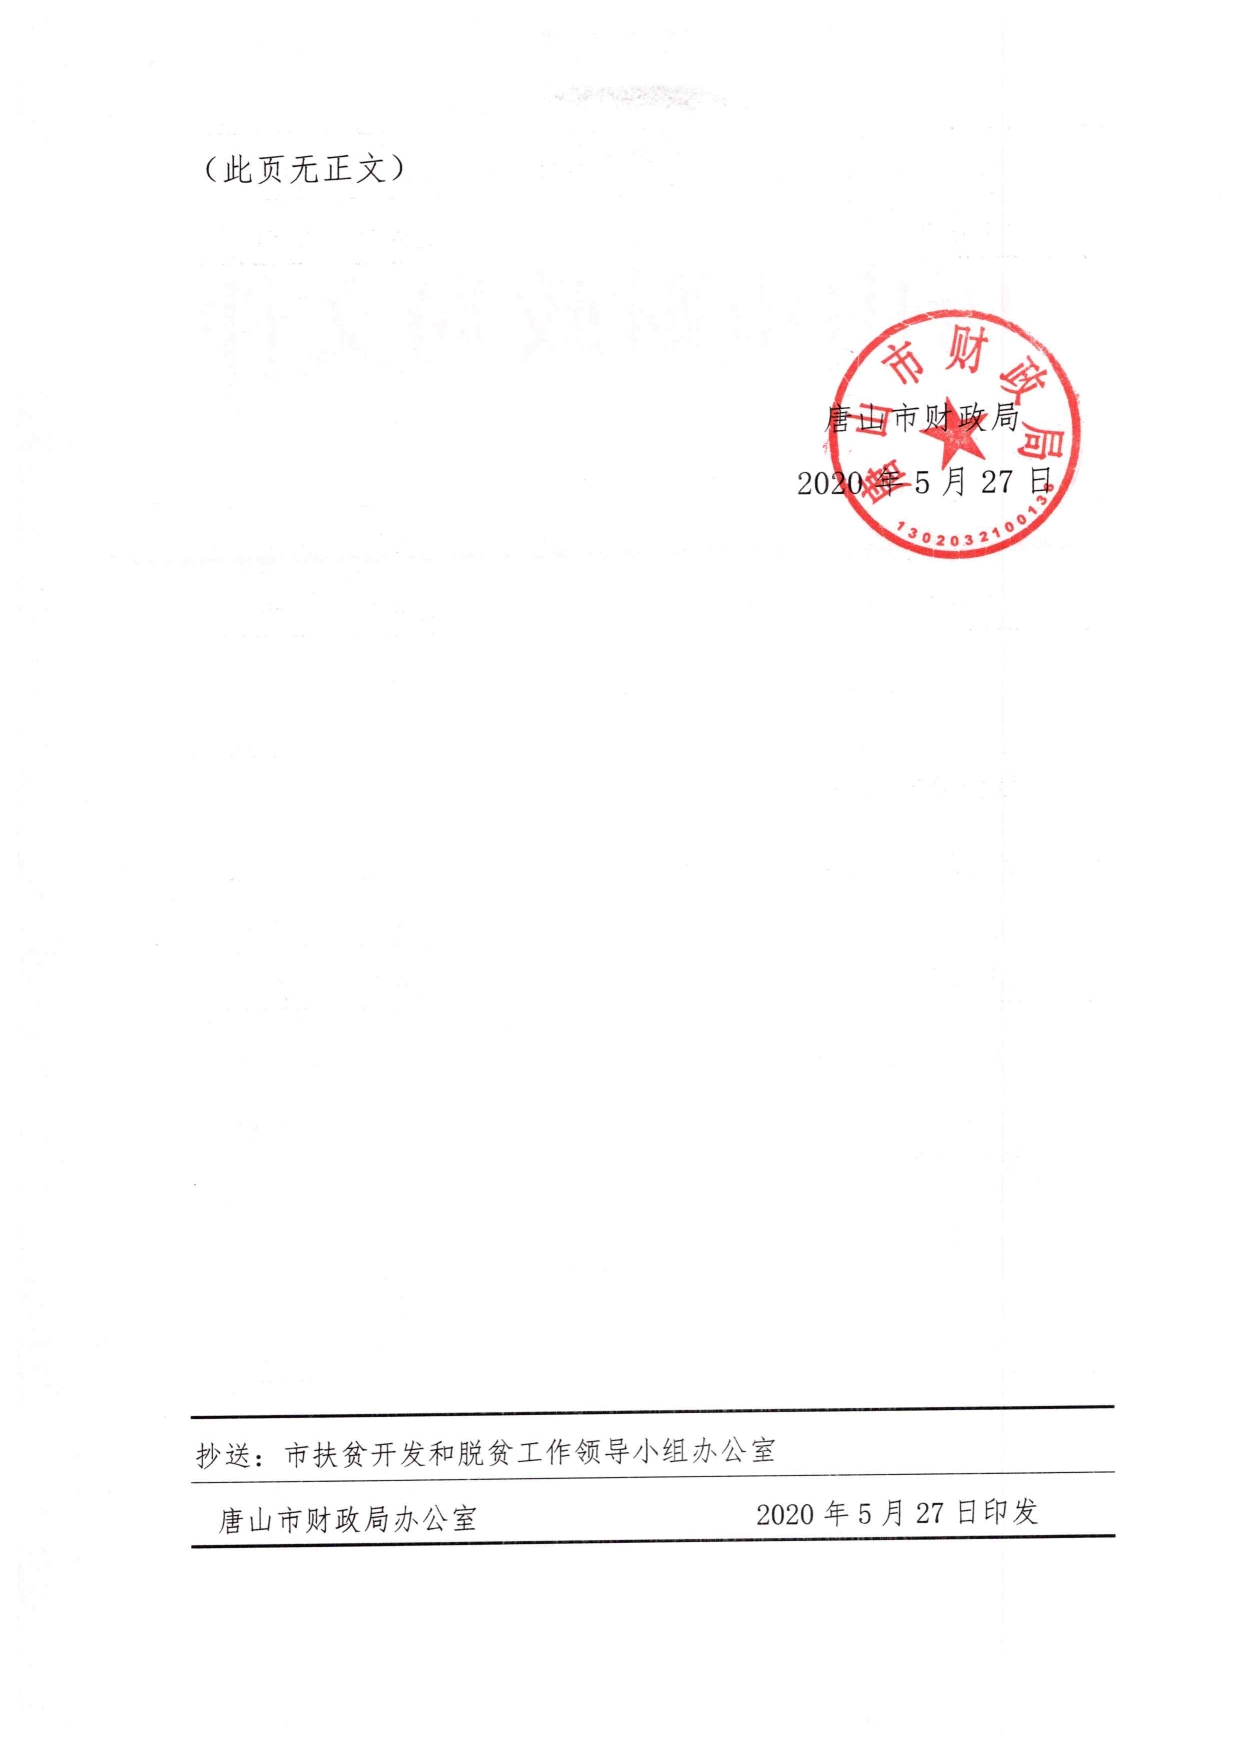 （此页无正文）
唐山市财政局
唐山市财政局
2020年5月27日
1302032100138
抄送：市扶贫开发和脱贫工作领导小组办公室
唐山市财政局办公室 2020年5月27日印发